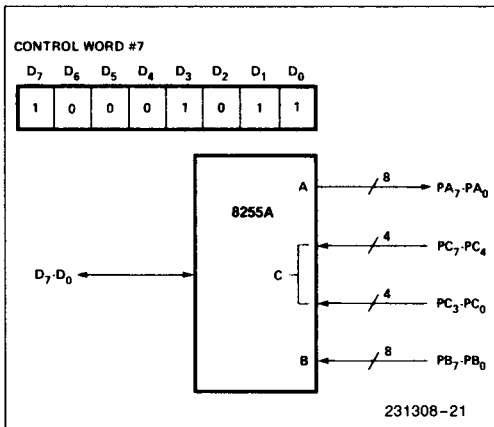 CONTROL WORD #7
D7 D6 D5 D4 D3 D2 D1 D0
1 0 0 0 1 0 1 1
8255A
A
8
PA7-PA0
4
PC7-PC4
D7-D0
C
4
PC3-PC0
B
8
PB7-PB0
231308-21